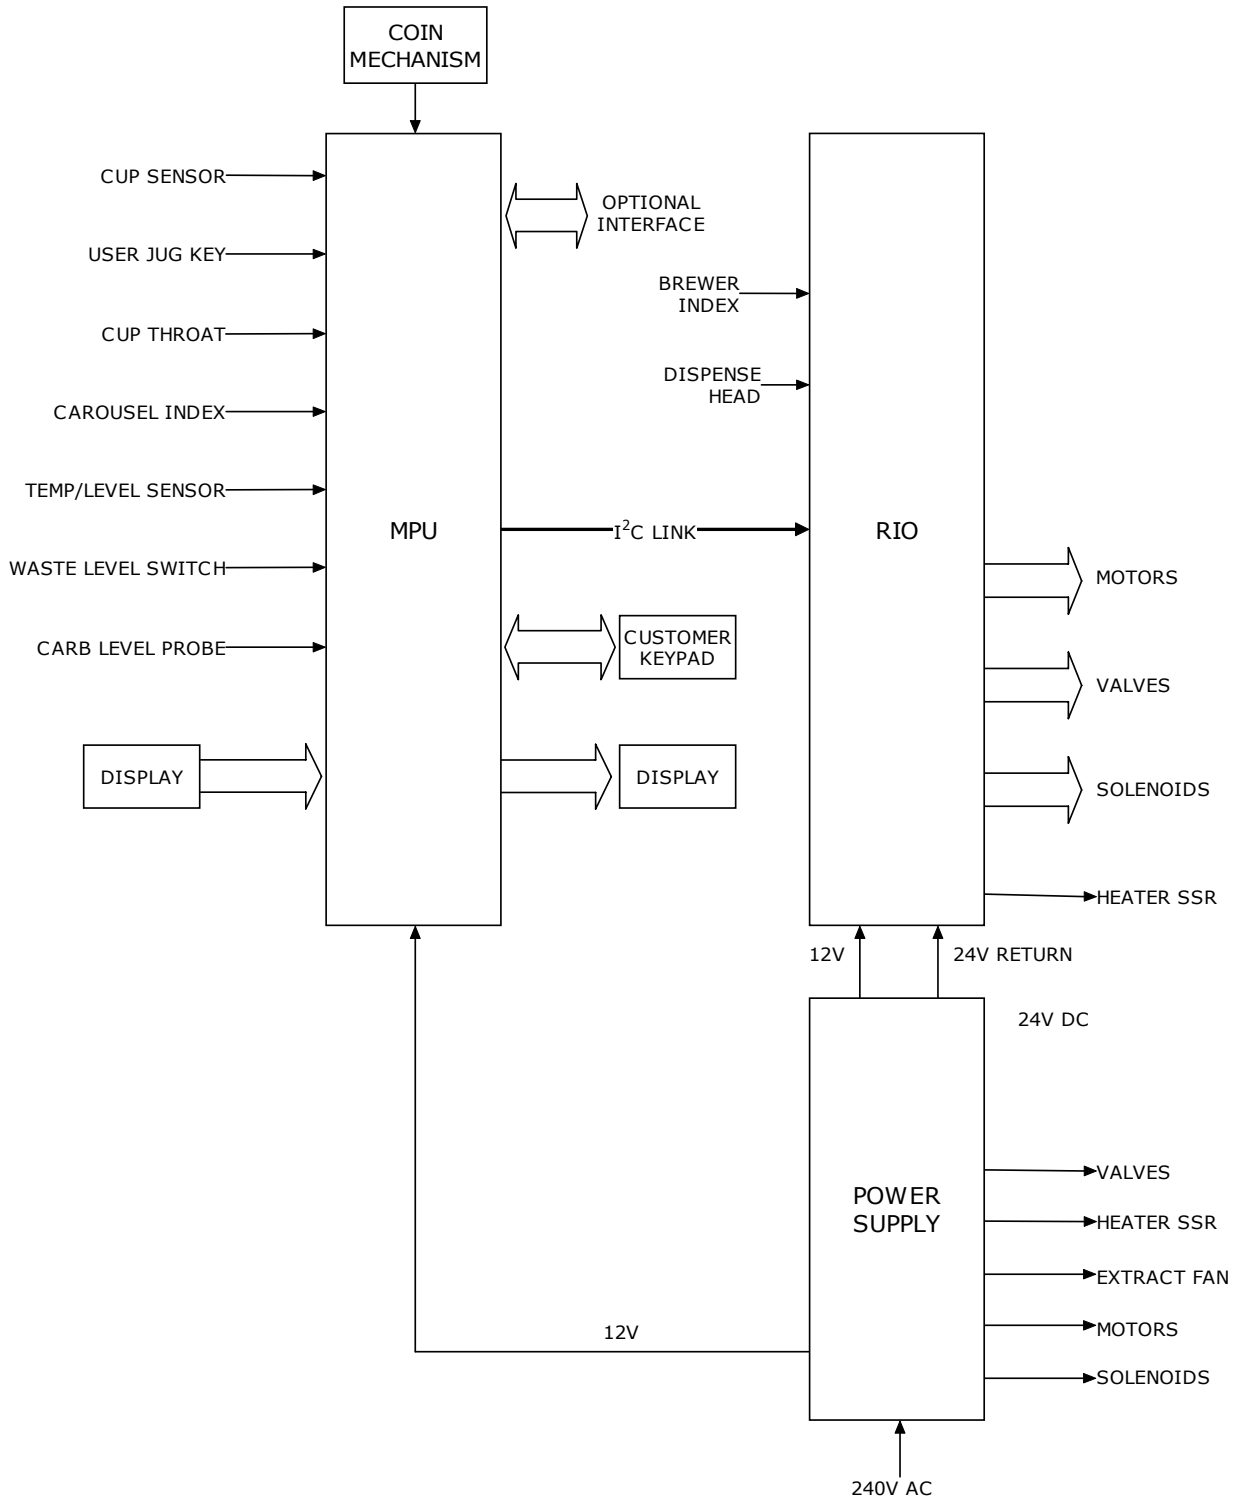 COIN
MECHANISM
CUP SENSOR
OPTIONAL
INTERFACE
USER JUG KEY
BREWER
INDEX
CUP THROAT
DISPENSE
HEAD
CAROUSEL INDEX
TEMP/LEVEL SENSOR
MPU
I²C LINK
RIO
WASTE LEVEL SWITCH
MOTORS
CARB LEVEL PROBE
CUSTOMER
KEYPAD
VALVES
DISPLAY
DISPLAY
SOLENOIDS
HEATER SSR
12V
24V RETURN
24V DC
VALVES
POWER
SUPPLY
HEATER SSR
EXTRACT FAN
12V
MOTORS
SOLENOIDS
240V AC